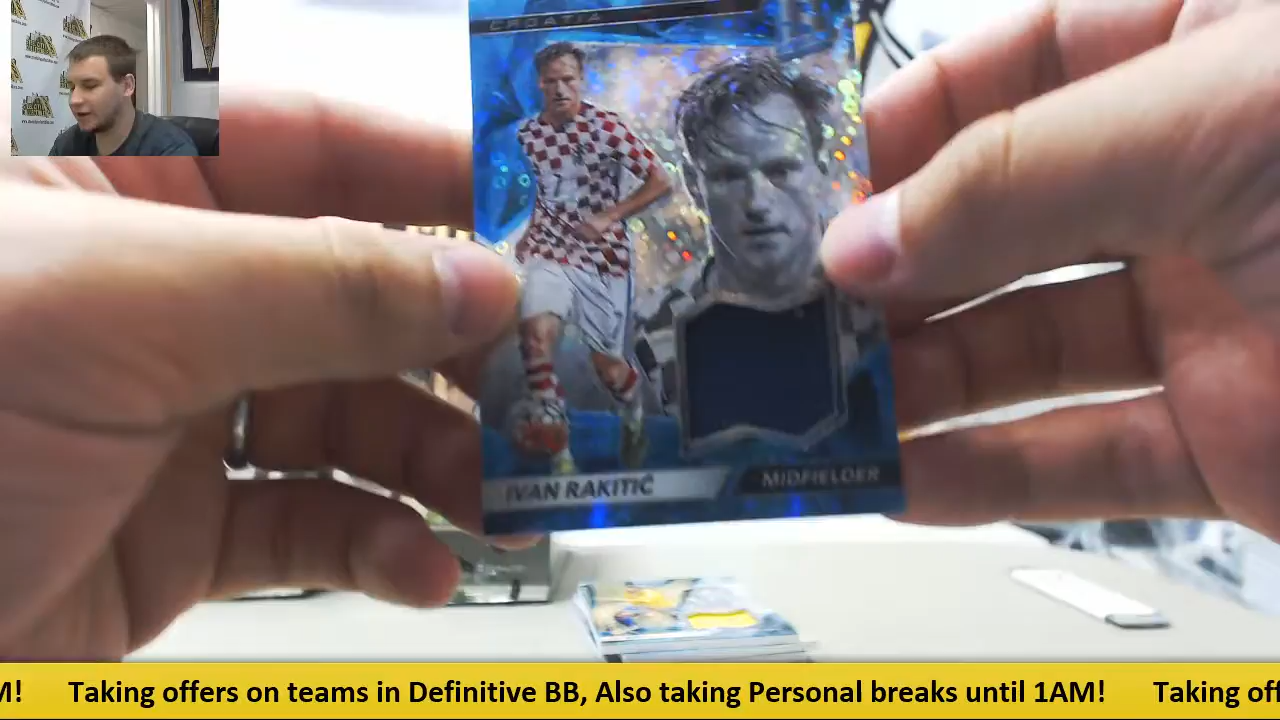 CROATIA
IVAN RAKITIĆ
MIDFIELDER
M! Taking offers on teams in Definitive BB, Also taking Personal breaks until 1AM! Taking off